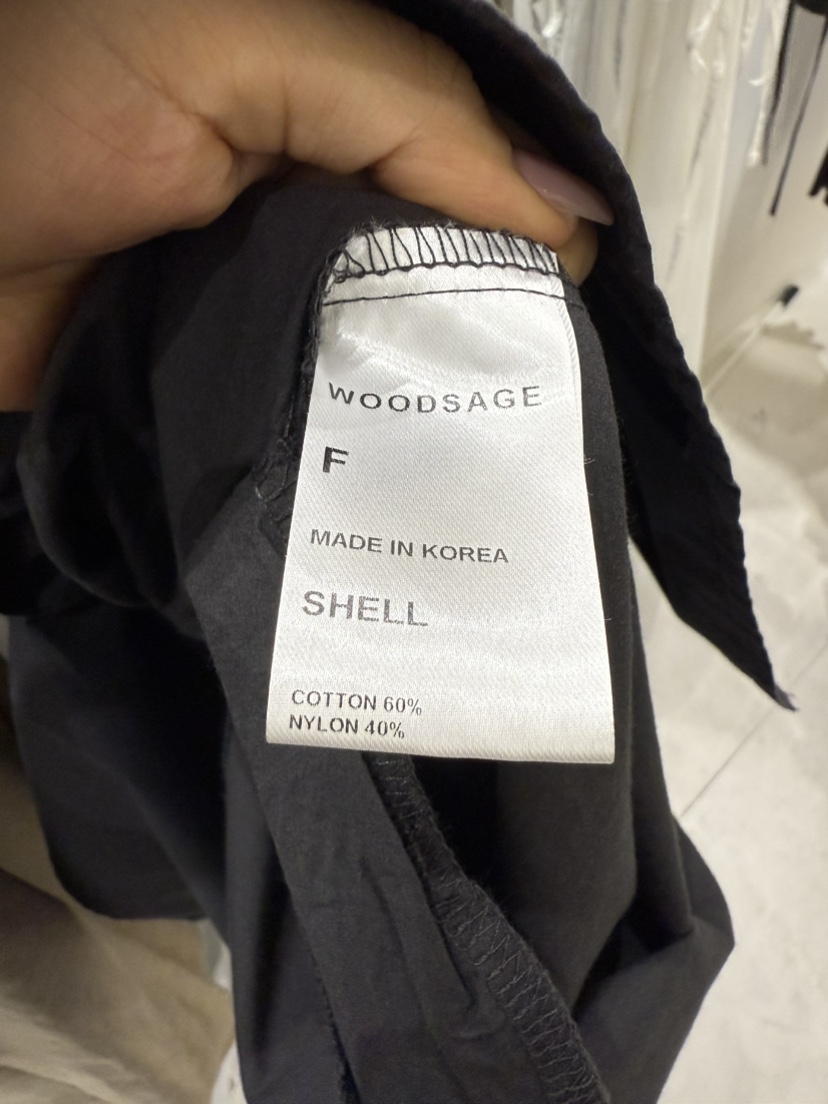 WOODSAGE
F
MADE IN KOREA
SHELL
COTTON 60%
NYLON 40%